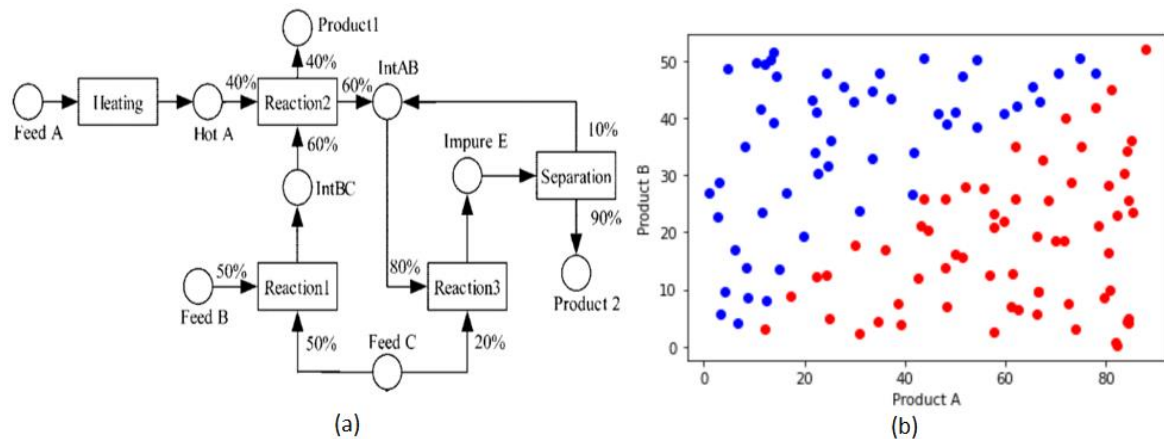 Product1
40%
IntAB
40%
Reaction2
60%
Heating
Feed A
Hot A
60%
Impure E
10%
IntBC
Separation
90%
50%
Reaction1
80%
Reaction3
Product 2
Feed B
50%
Feed C
20%
(a)
Product B
50
40
30
20
10
0
0
20
40
60
80
Product A
(b)